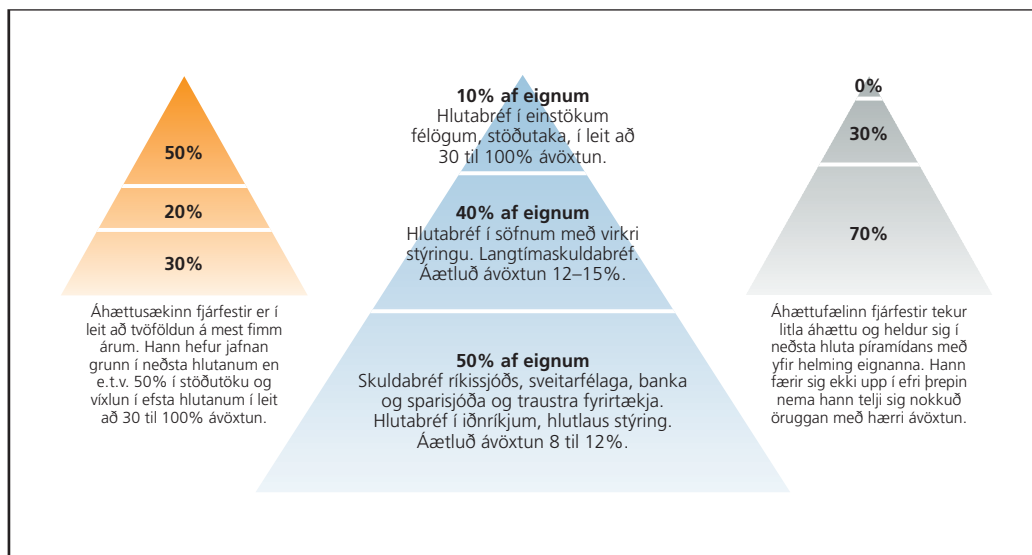 50%
20%
30%
Áhættusækinn fjárfestir er í
leit að tvöföldun á mest fimm
árum. Hann hefur jafnan
grunn í neðsta hlutanum en
e.t.v. 50% í stöðutöku og
víxlun í efsta hlutanum í leit
að 30 til 100% ávöxtun.
10% af eignum
Hlutabréf í einstökum
félögum, stöðutaka, í leit að
30 til 100% ávöxtun.
40% af eignum
Hlutabréf í söfnum með virkri
stýringu. Langtímaskuldabréf.
Áætluð ávöxtun 12–15%.
50% af eignum
Skuldabréf ríkissjóðs, sveitarfélaga, banka
og sparisjóða og traustra fyrirtækja.
Hlutabréf í iðnríkjum, hlutlaus stýring.
Áætluð ávöxtun 8 til 12%.
0%
30%
70%
Áhættufælinn fjárfestir tekur
litla áhættu og heldur sig í
neðsta hluta píramídans með
yfir helming eignanna. Hann
færir sig ekki upp í efri þrepin
nema hann telji sig nokkuð
öruggan með hærri ávöxtun.